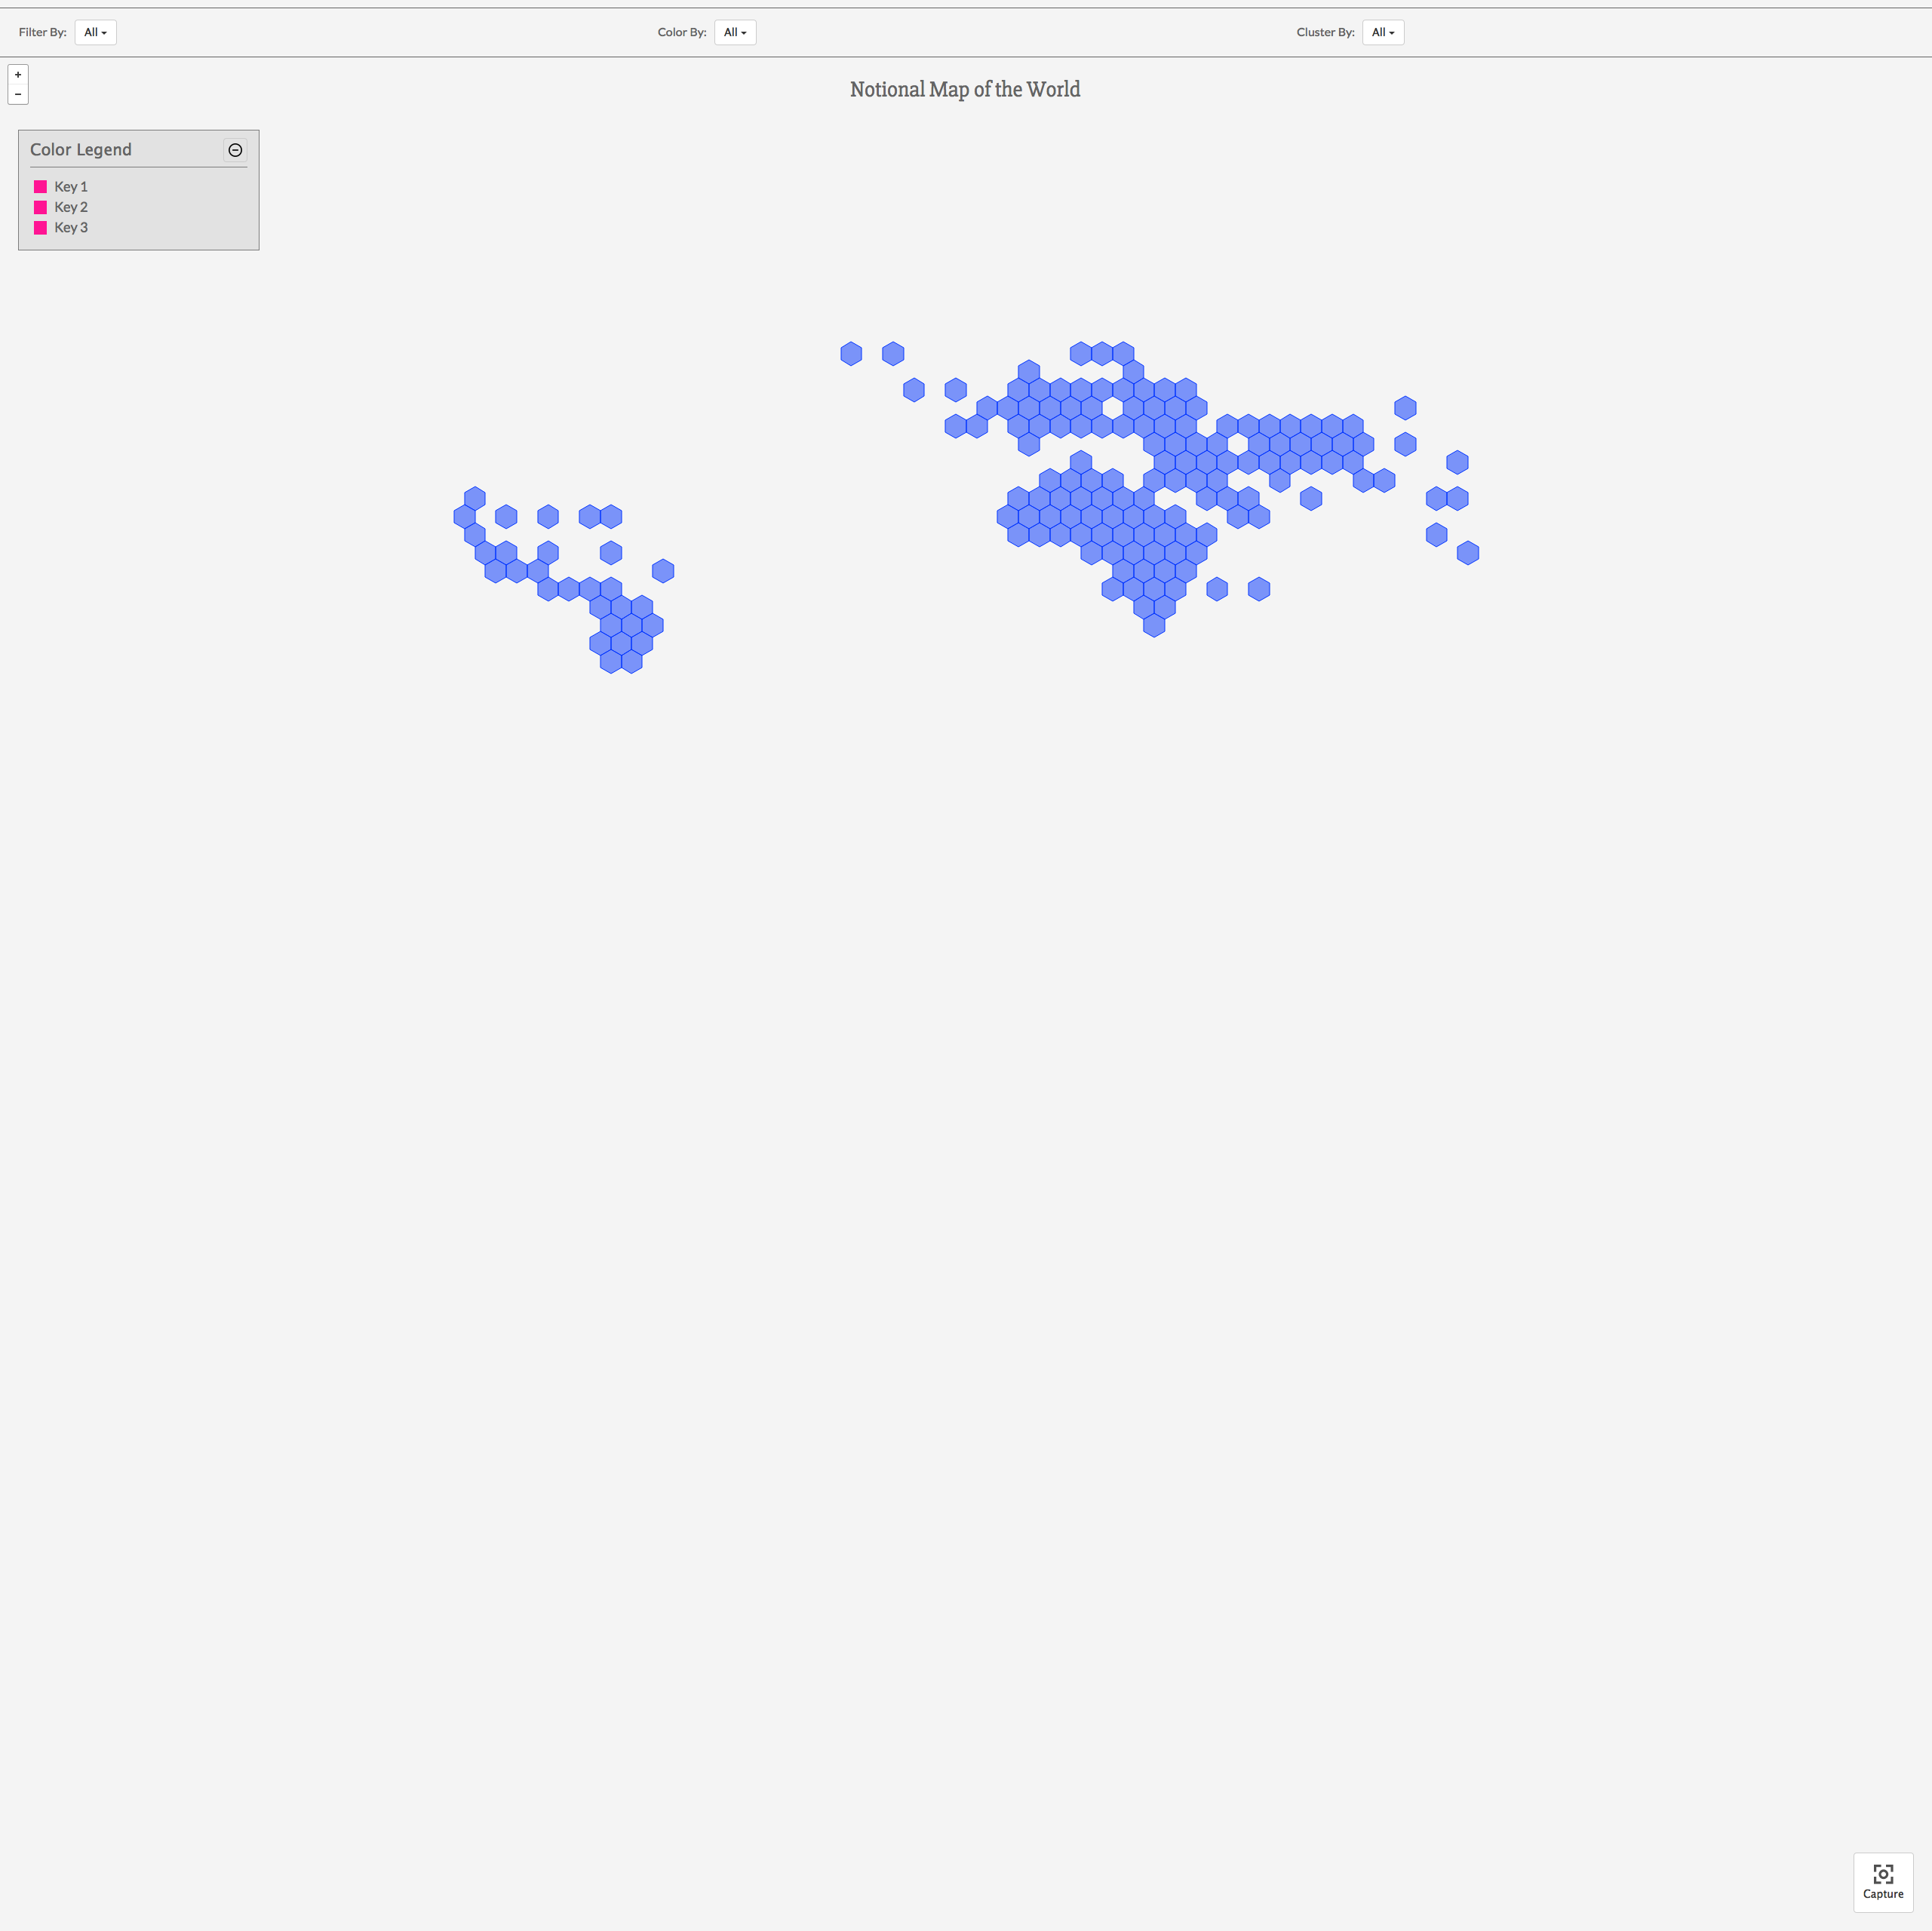 Filter By: All
Color By: All
Cluster By: All
+
−
Notional Map of the World
Color Legend
Key 1
Key 2
Key 3
Capture